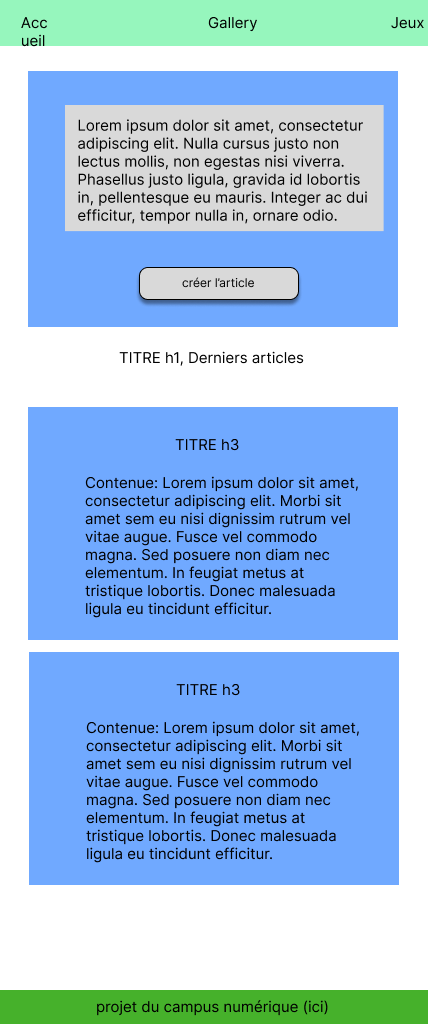 Acc
ueil
Gallery
Jeux
Lorem ipsum dolor sit amet, consectetur
adipiscing elit. Nulla cursus justo non
lectus mollis, non egestas nisi viverra.
Phasellus justo ligula, gravida id lobortis
in, pellentesque eu mauris. Integer ac dui
efficitur, tempor nulla in, ornare odio.
créer l'article
TITRE h1, Derniers articles
TITRE h3
Contenue: Lorem ipsum dolor sit amet,
consectetur adipiscing elit. Morbi sit
amet sem eu nisi dignissim rutrum vel
vitae augue. Fusce vel commodo
magna. Sed posuere non diam nec
elementum. In feugiat metus at
tristique lobortis. Donec malesuada
ligula eu tincidunt efficitur.
TITRE h3
Contenue: Lorem ipsum dolor sit amet,
consectetur adipiscing elit. Morbi sit
amet sem eu nisi dignissim rutrum vel
vitae augue. Fusce vel commodo
magna. Sed posuere non diam nec
elementum. In feugiat metus at
tristique lobortis. Donec malesuada
ligula eu tincidunt efficitur.
projet du campus numérique (ici)